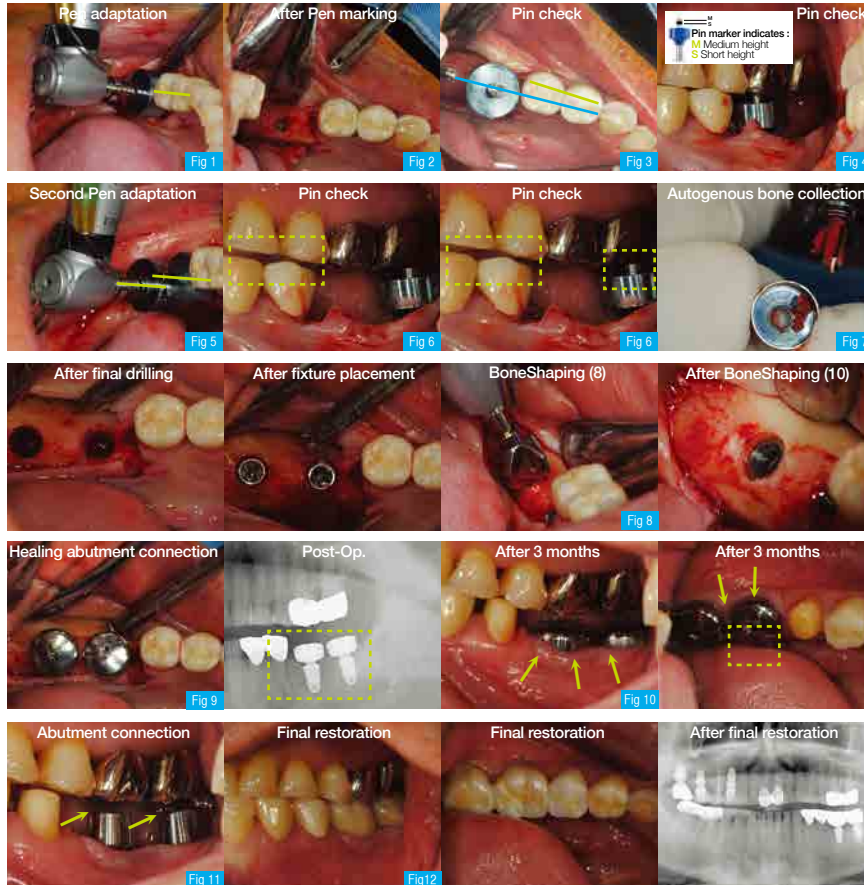 Pen adaptation
Fig 1
After Pen marking
Fig 2
Pin check
Fig 3
M
S
Pin marker indicates :
M Medium height
S Short height
Pin check
Fig 4
Second Pen adaptation
Fig 5
Pin check
Fig 6
Pin check
Fig 6
Autogenous bone collection
Fig 7
After final drilling
After fixture placement
BoneShaping (8)
Fig 8
After BoneShaping (10)
Healing abutment connection
Fig 9
Post-Op.
After 3 months
Fig 10
After 3 months
Abutment connection
Fig 11
Final restoration
Fig12
Final restoration
After final restoration